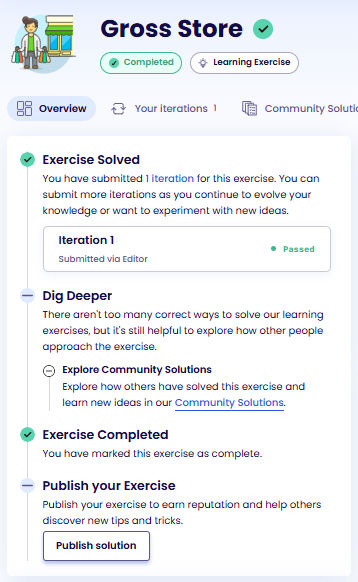 Gross Store
Completed
Learning Exercise
Overview
Your iterations 1
Community
Exercise Solved
You have submitted 1 iteration for this exercise. You can
submit more iterations as you continue to evolve your
knowledge or want to experiment with new ideas.
Iteration 1
Submitted via Editor
Passed
Dig Deeper
There aren't too many correct ways to solve our learning
exercises, but it's still helpful to explore how other people
approach the exercise.
Explore Community Solutions
Explore how others have solved this exercise and
learn new ideas in our Community Solutions.
Exercise Completed
You have marked this exercise as complete.
Publish your Exercise
Publish your exercise to earn reputation and help others
discover new tips and tricks.
Publish solution